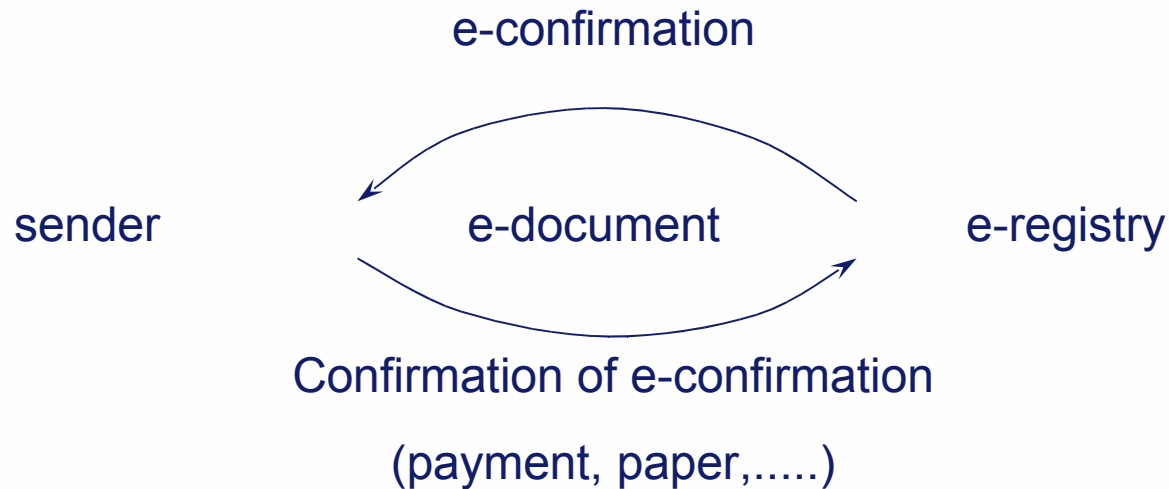 e-confirmation
sender e-document e-registry
Confirmation of e-confirmation
(payment, paper,.....)